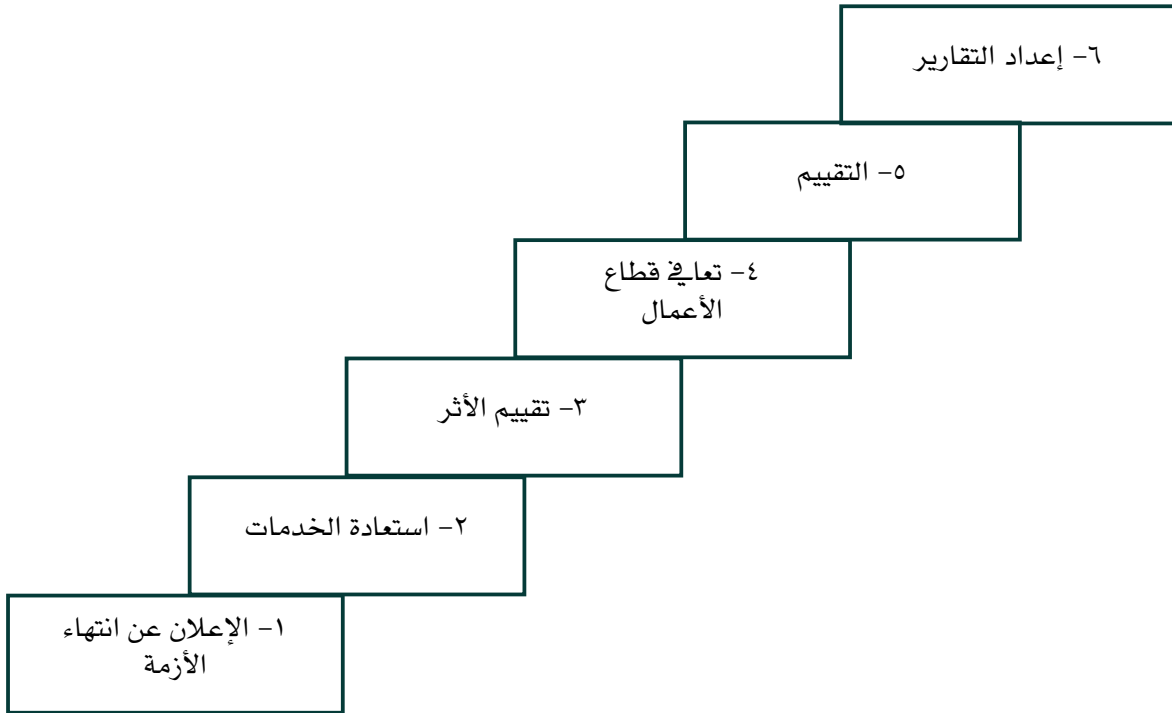 ٦- إعداد التقارير
٥- التقييم
٤- تعافي قطاع
الأعمال
٣- تقييم الأثر
٢- استعادة الخدمات
١- الإعلان عن انتهاء
الأزمة